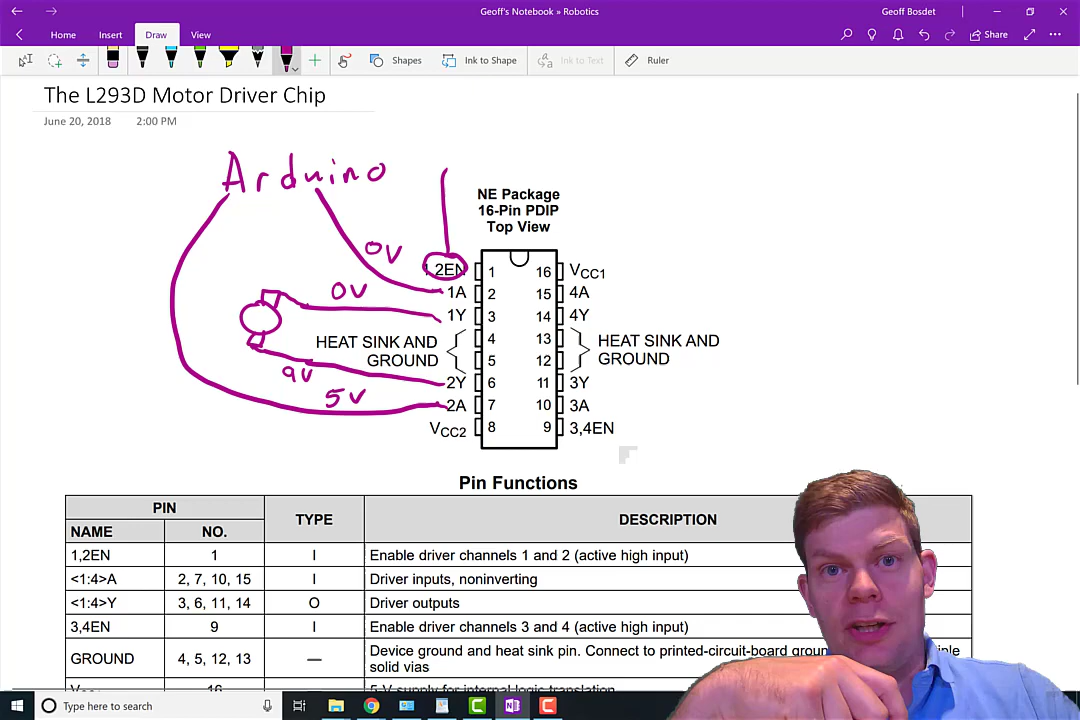 Geoff's Notebook » Robotics
Geoff Bosdet
Home
Insert
Draw
View
Share
Shapes
Ink to Shape
Ink to Text
Ruler
The L293D Motor Driver Chip
June 20, 2018
2:00 PM
Arduino
NE Package
16-Pin PDIP
Top View
0V
1,2EN 1 16 VCC1
1A 2 15 4A
0V
1Y 3 14 4Y
HEAT SINK AND
GROUND
4 13
5 12
HEAT SINK AND
GROUND
9V
2Y 6 11 3Y
5V
2A 7 10 3A
VCC2 8 9 3,4EN
Pin Functions
PIN
TYPE
DESCRIPTION
NAME NO.
1,2EN 1 I Enable driver channels 1 and 2 (active high input)
<1:4>A 2, 7, 10, 15 I Driver inputs, noninverting
<1:4>Y 3, 6, 11, 14 O Driver outputs
3,4EN 9 I Enable driver channels 3 and 4 (active high input)
GROUND 4, 5, 12, 13 — Device ground and heat sink pin. Connect to printed-circuit-board
solid vias
16 5-V supply for internal logic translation
Type here to search